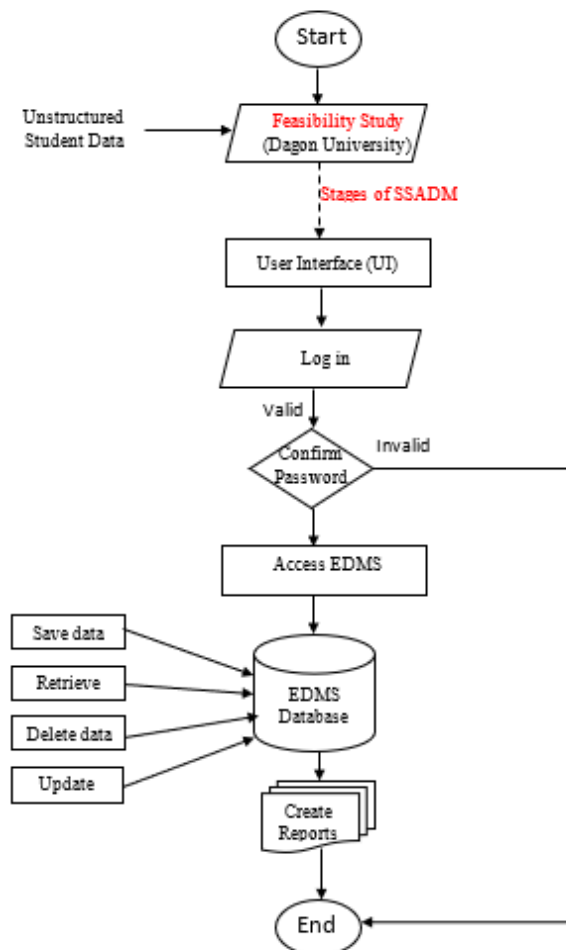 Start
Unstructured
Student Data
Feasibility Study
(Dagon University)
Stages of SSADM
User Interface (UI)
Log in
Valid
Confirm
Password
Invalid
Access EDMS
Save data
Retrieve
Delete data
Update
EDMS
Database
Create
Reports
End